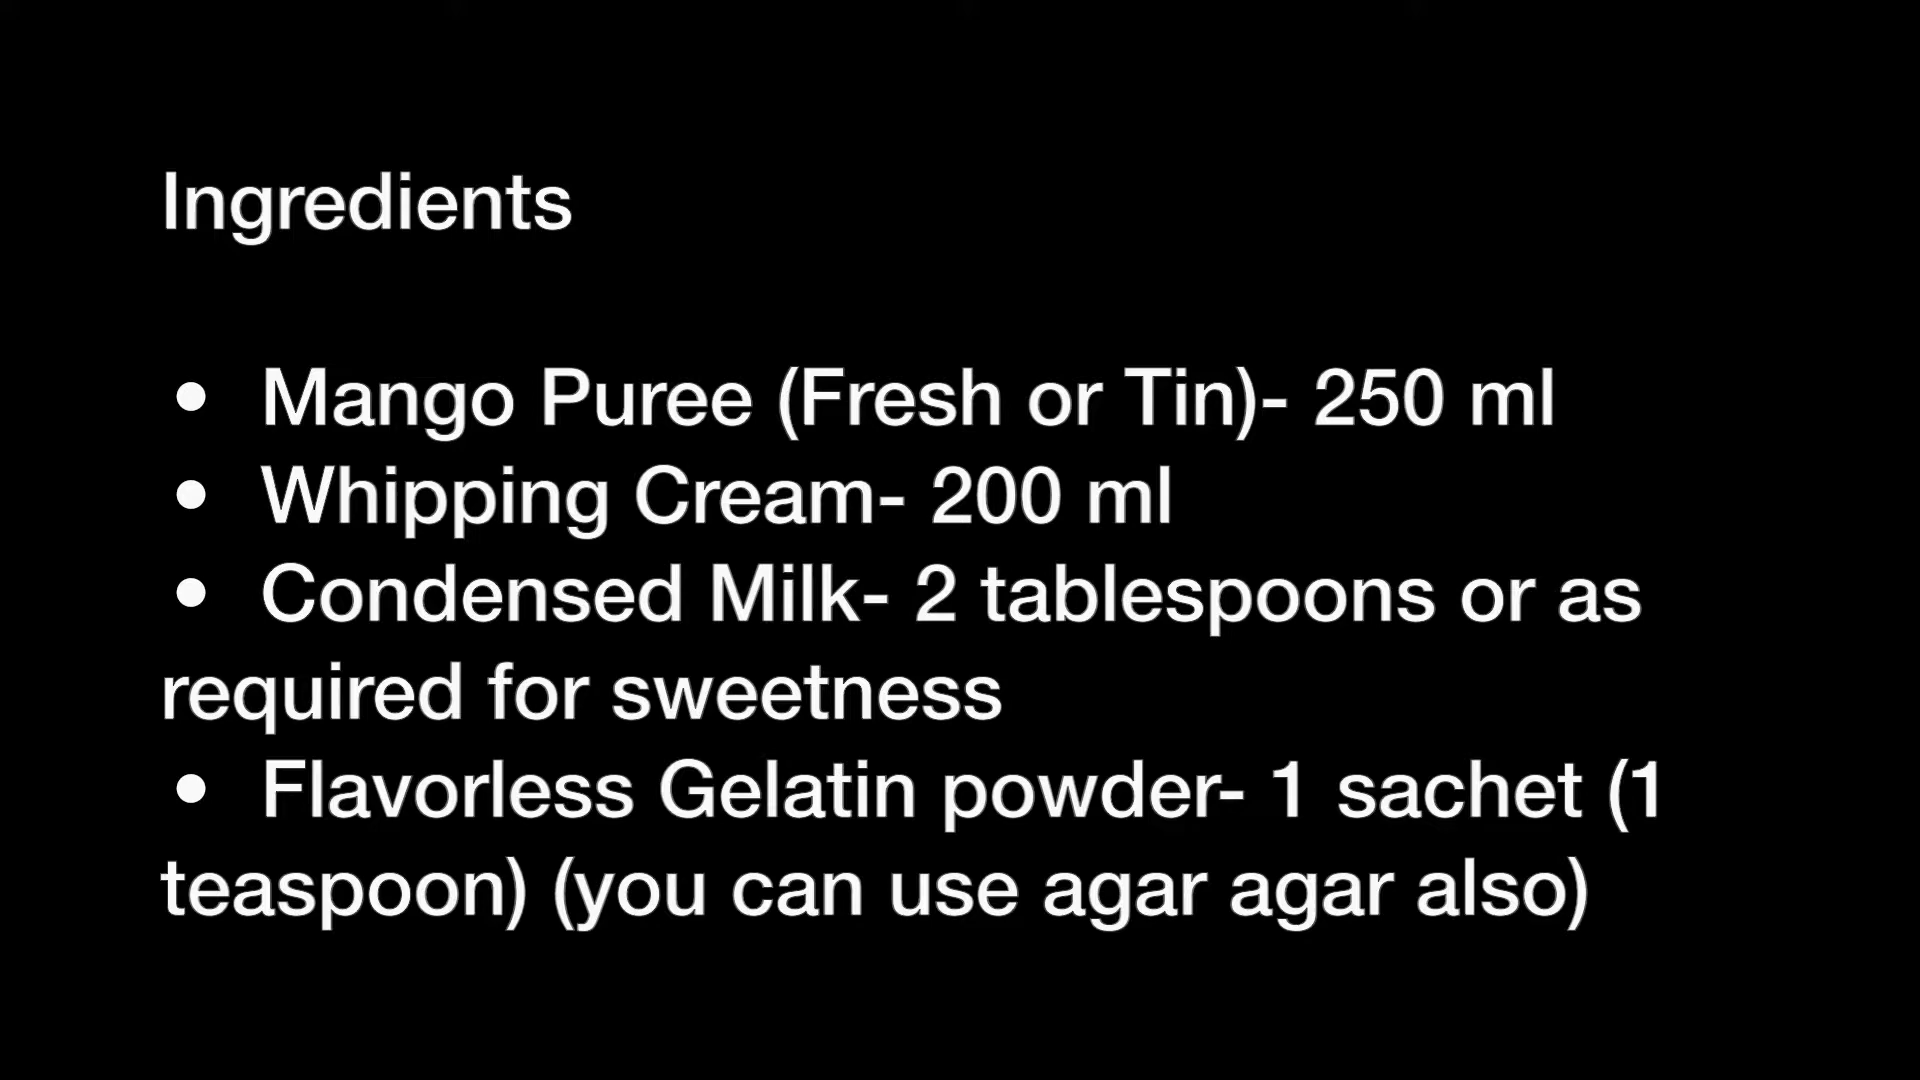 Ingredients
• Mango Puree (Fresh or Tin)- 250 ml
• Whipping Cream- 200 ml
• Condensed Milk- 2 tablespoons or as
required for sweetness
• Flavorless Gelatin powder- 1 sachet (1
teaspoon) (you can use agar agar also)